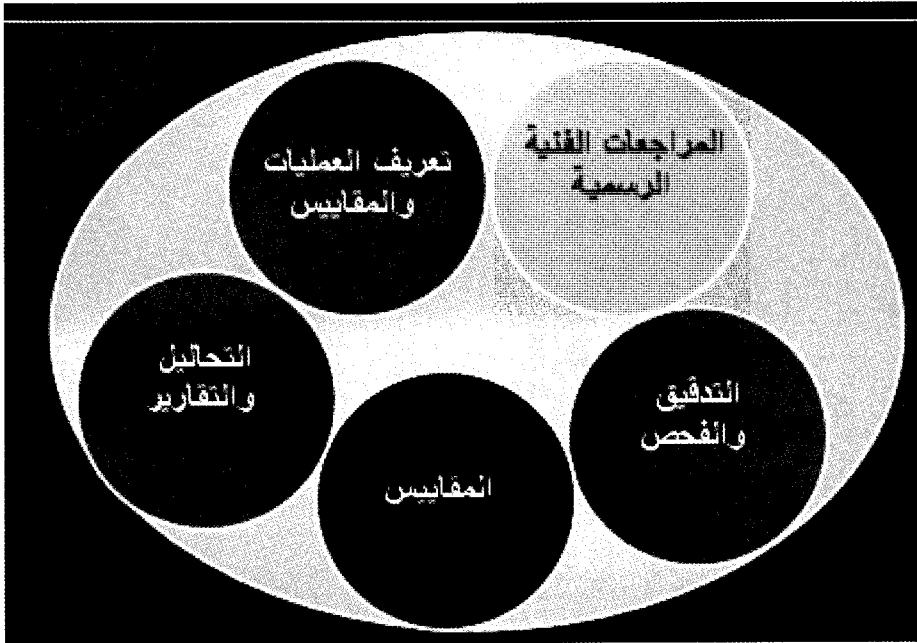 المراجعات الفنية
الرسمية
تعريف العمليات
والمقاييس
التحاليل
والتقارير
التدقيق
والفحص
المقاييس